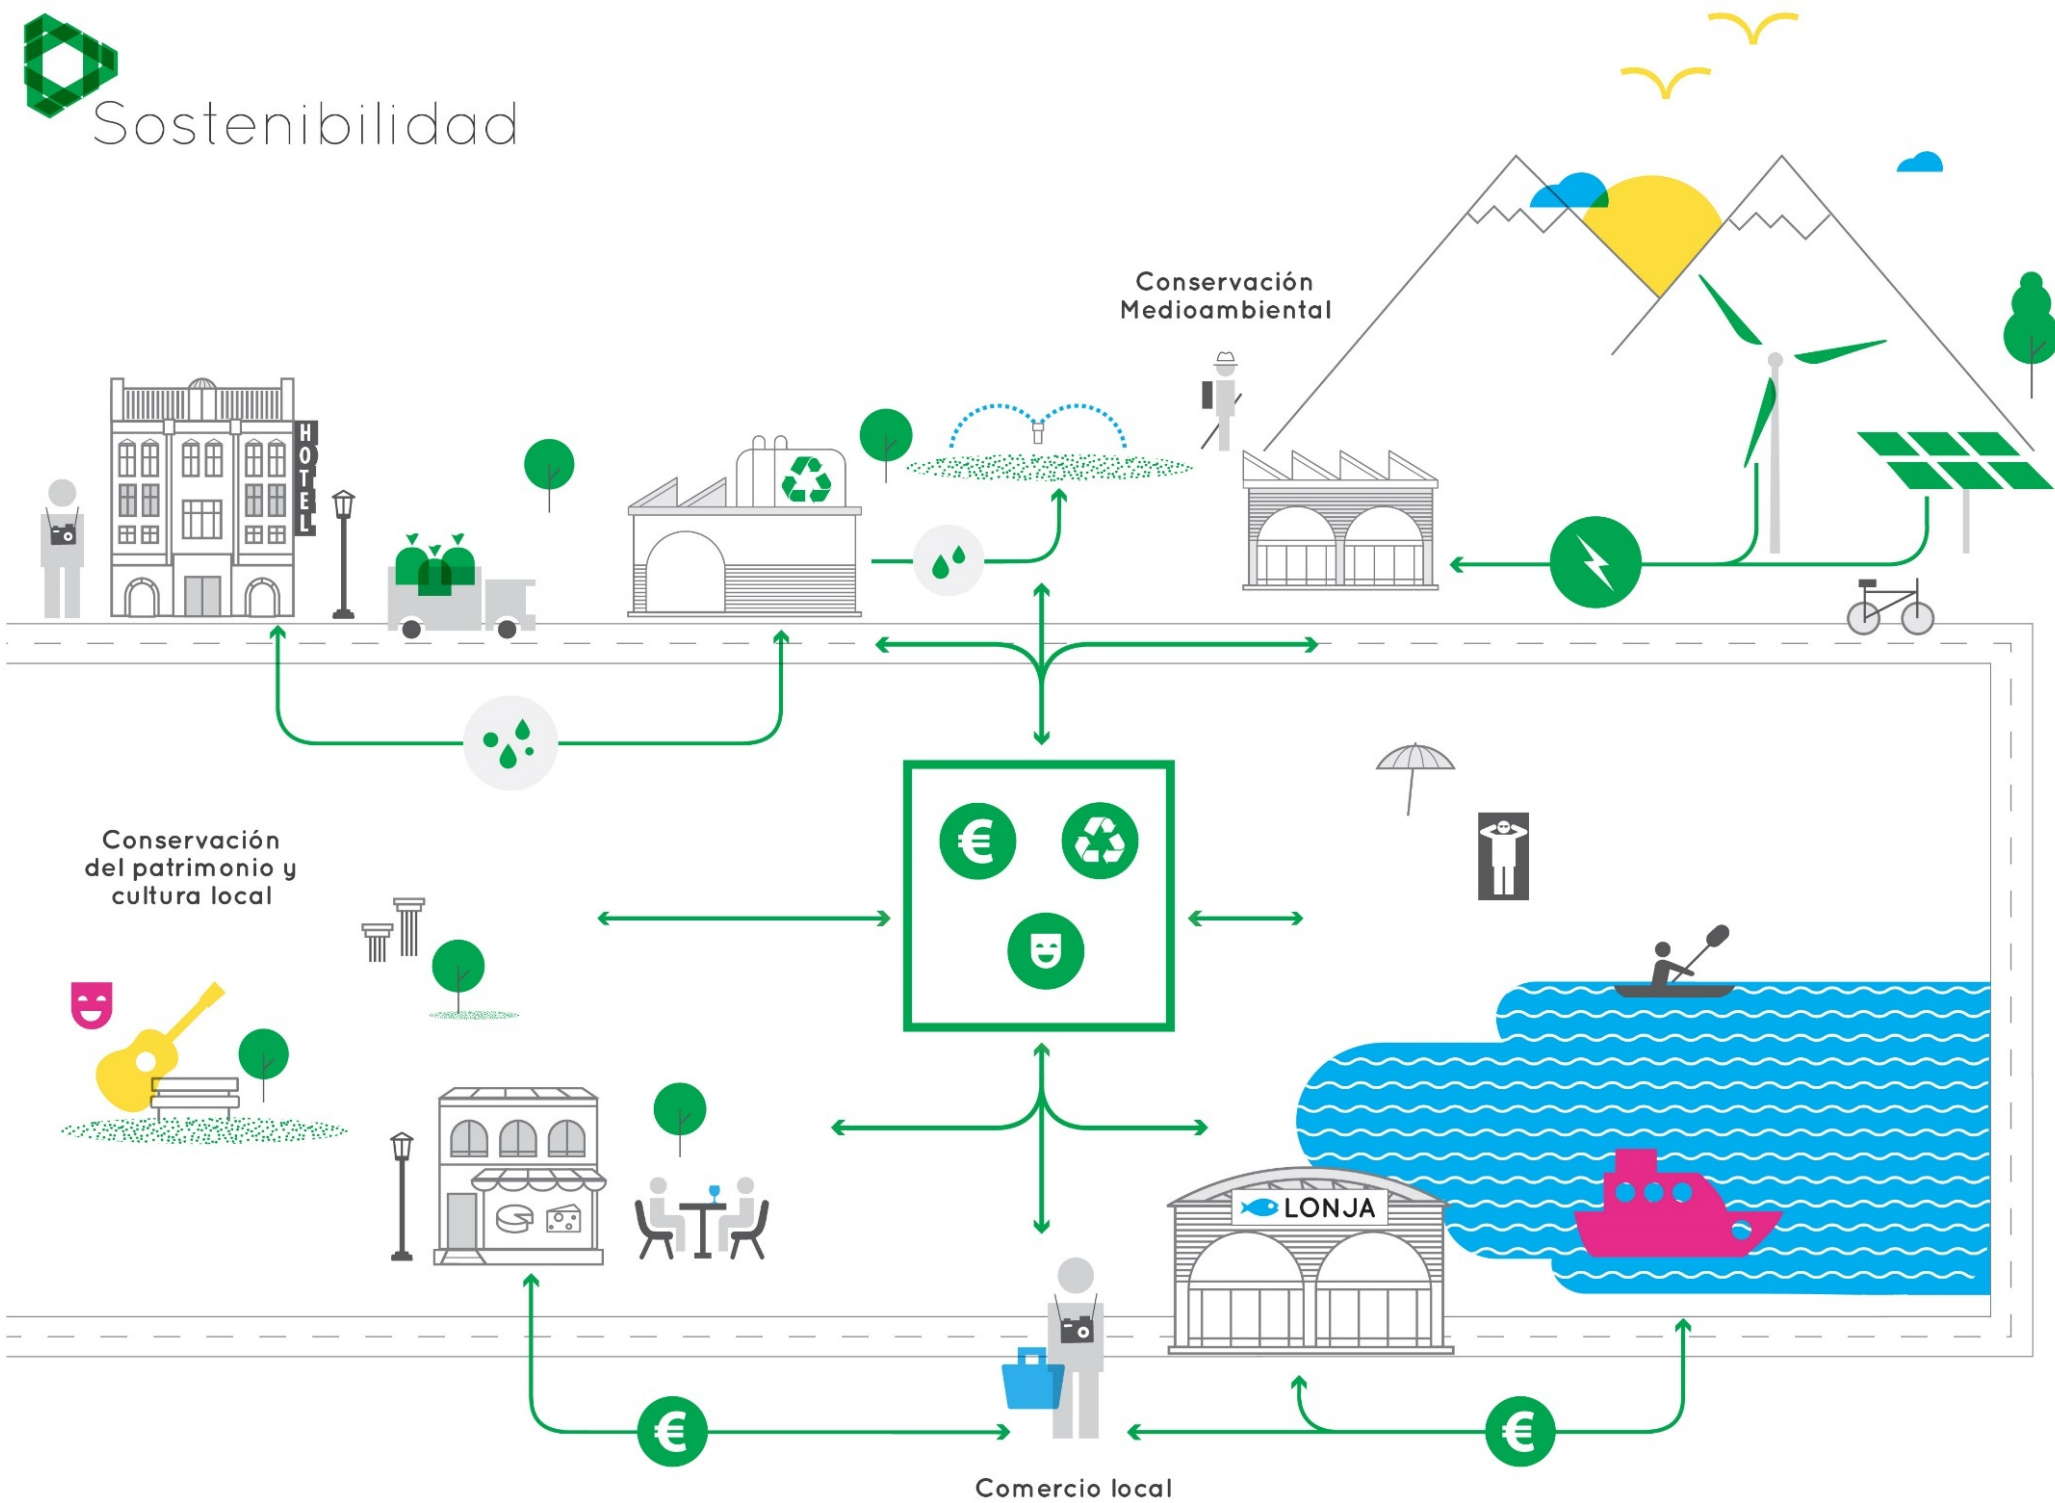 Sostenibilidad
Conservación
Medioambiental
HOTEL
Conservación
del patrimonio y
cultura local
€
LONJA
€
€
Comercio local